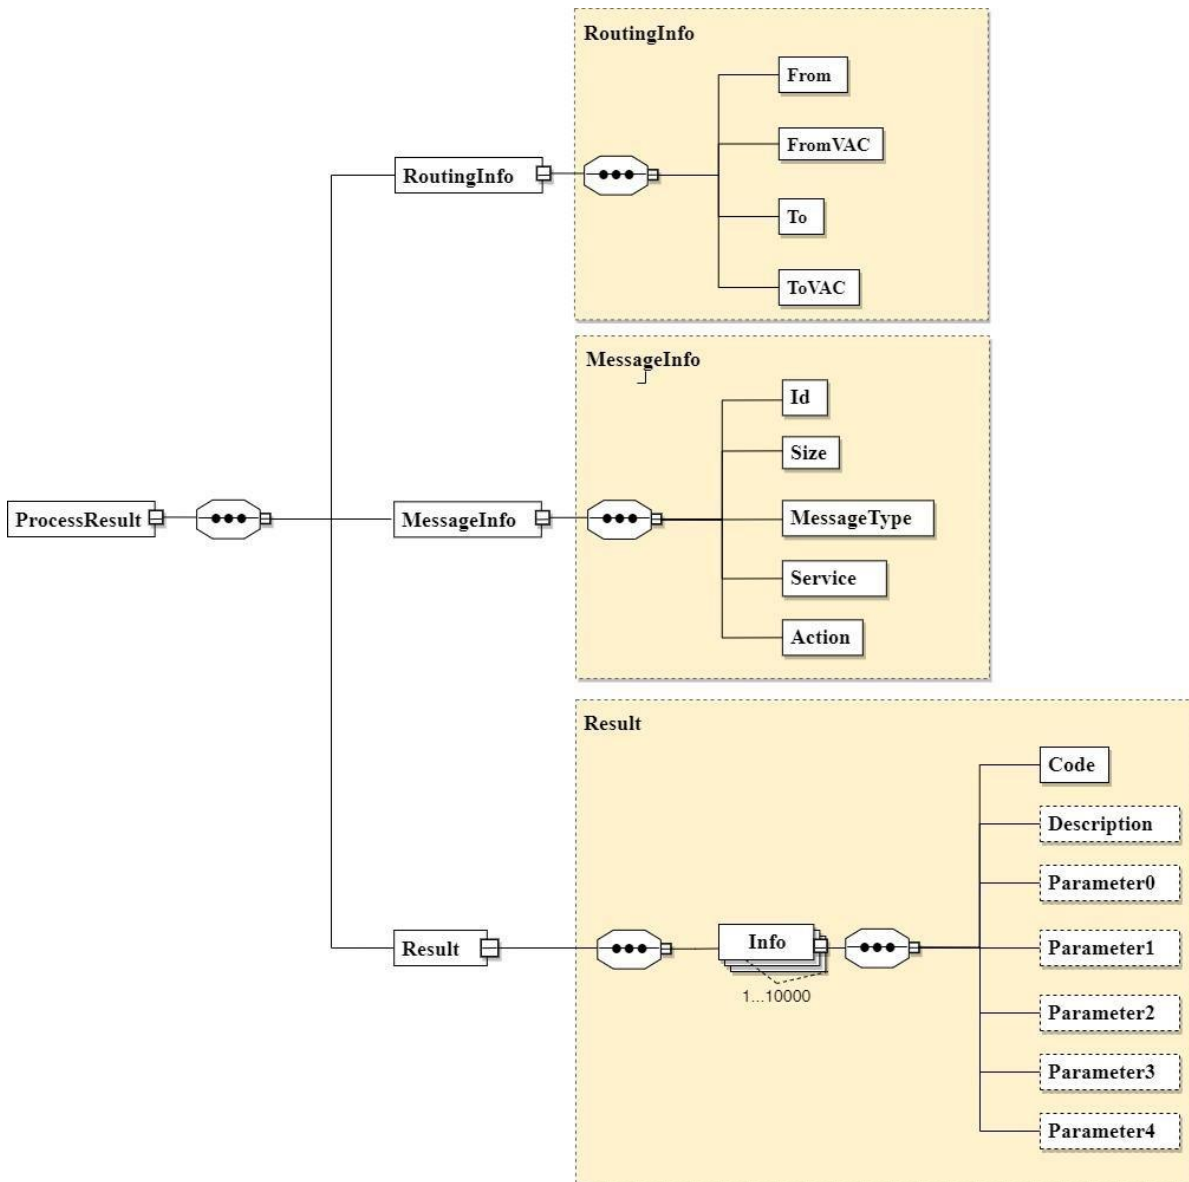 RoutingInfo
From
FromVAC
RoutingInfo
To
ToVAC
MessageInfo
Id
Size
ProcessResult
MessageInfo
MessageType
Service
Action
Result
Code
Description
Parameter0
Result
Info
Parameter1
1...10000
Parameter2
Parameter3
Parameter4